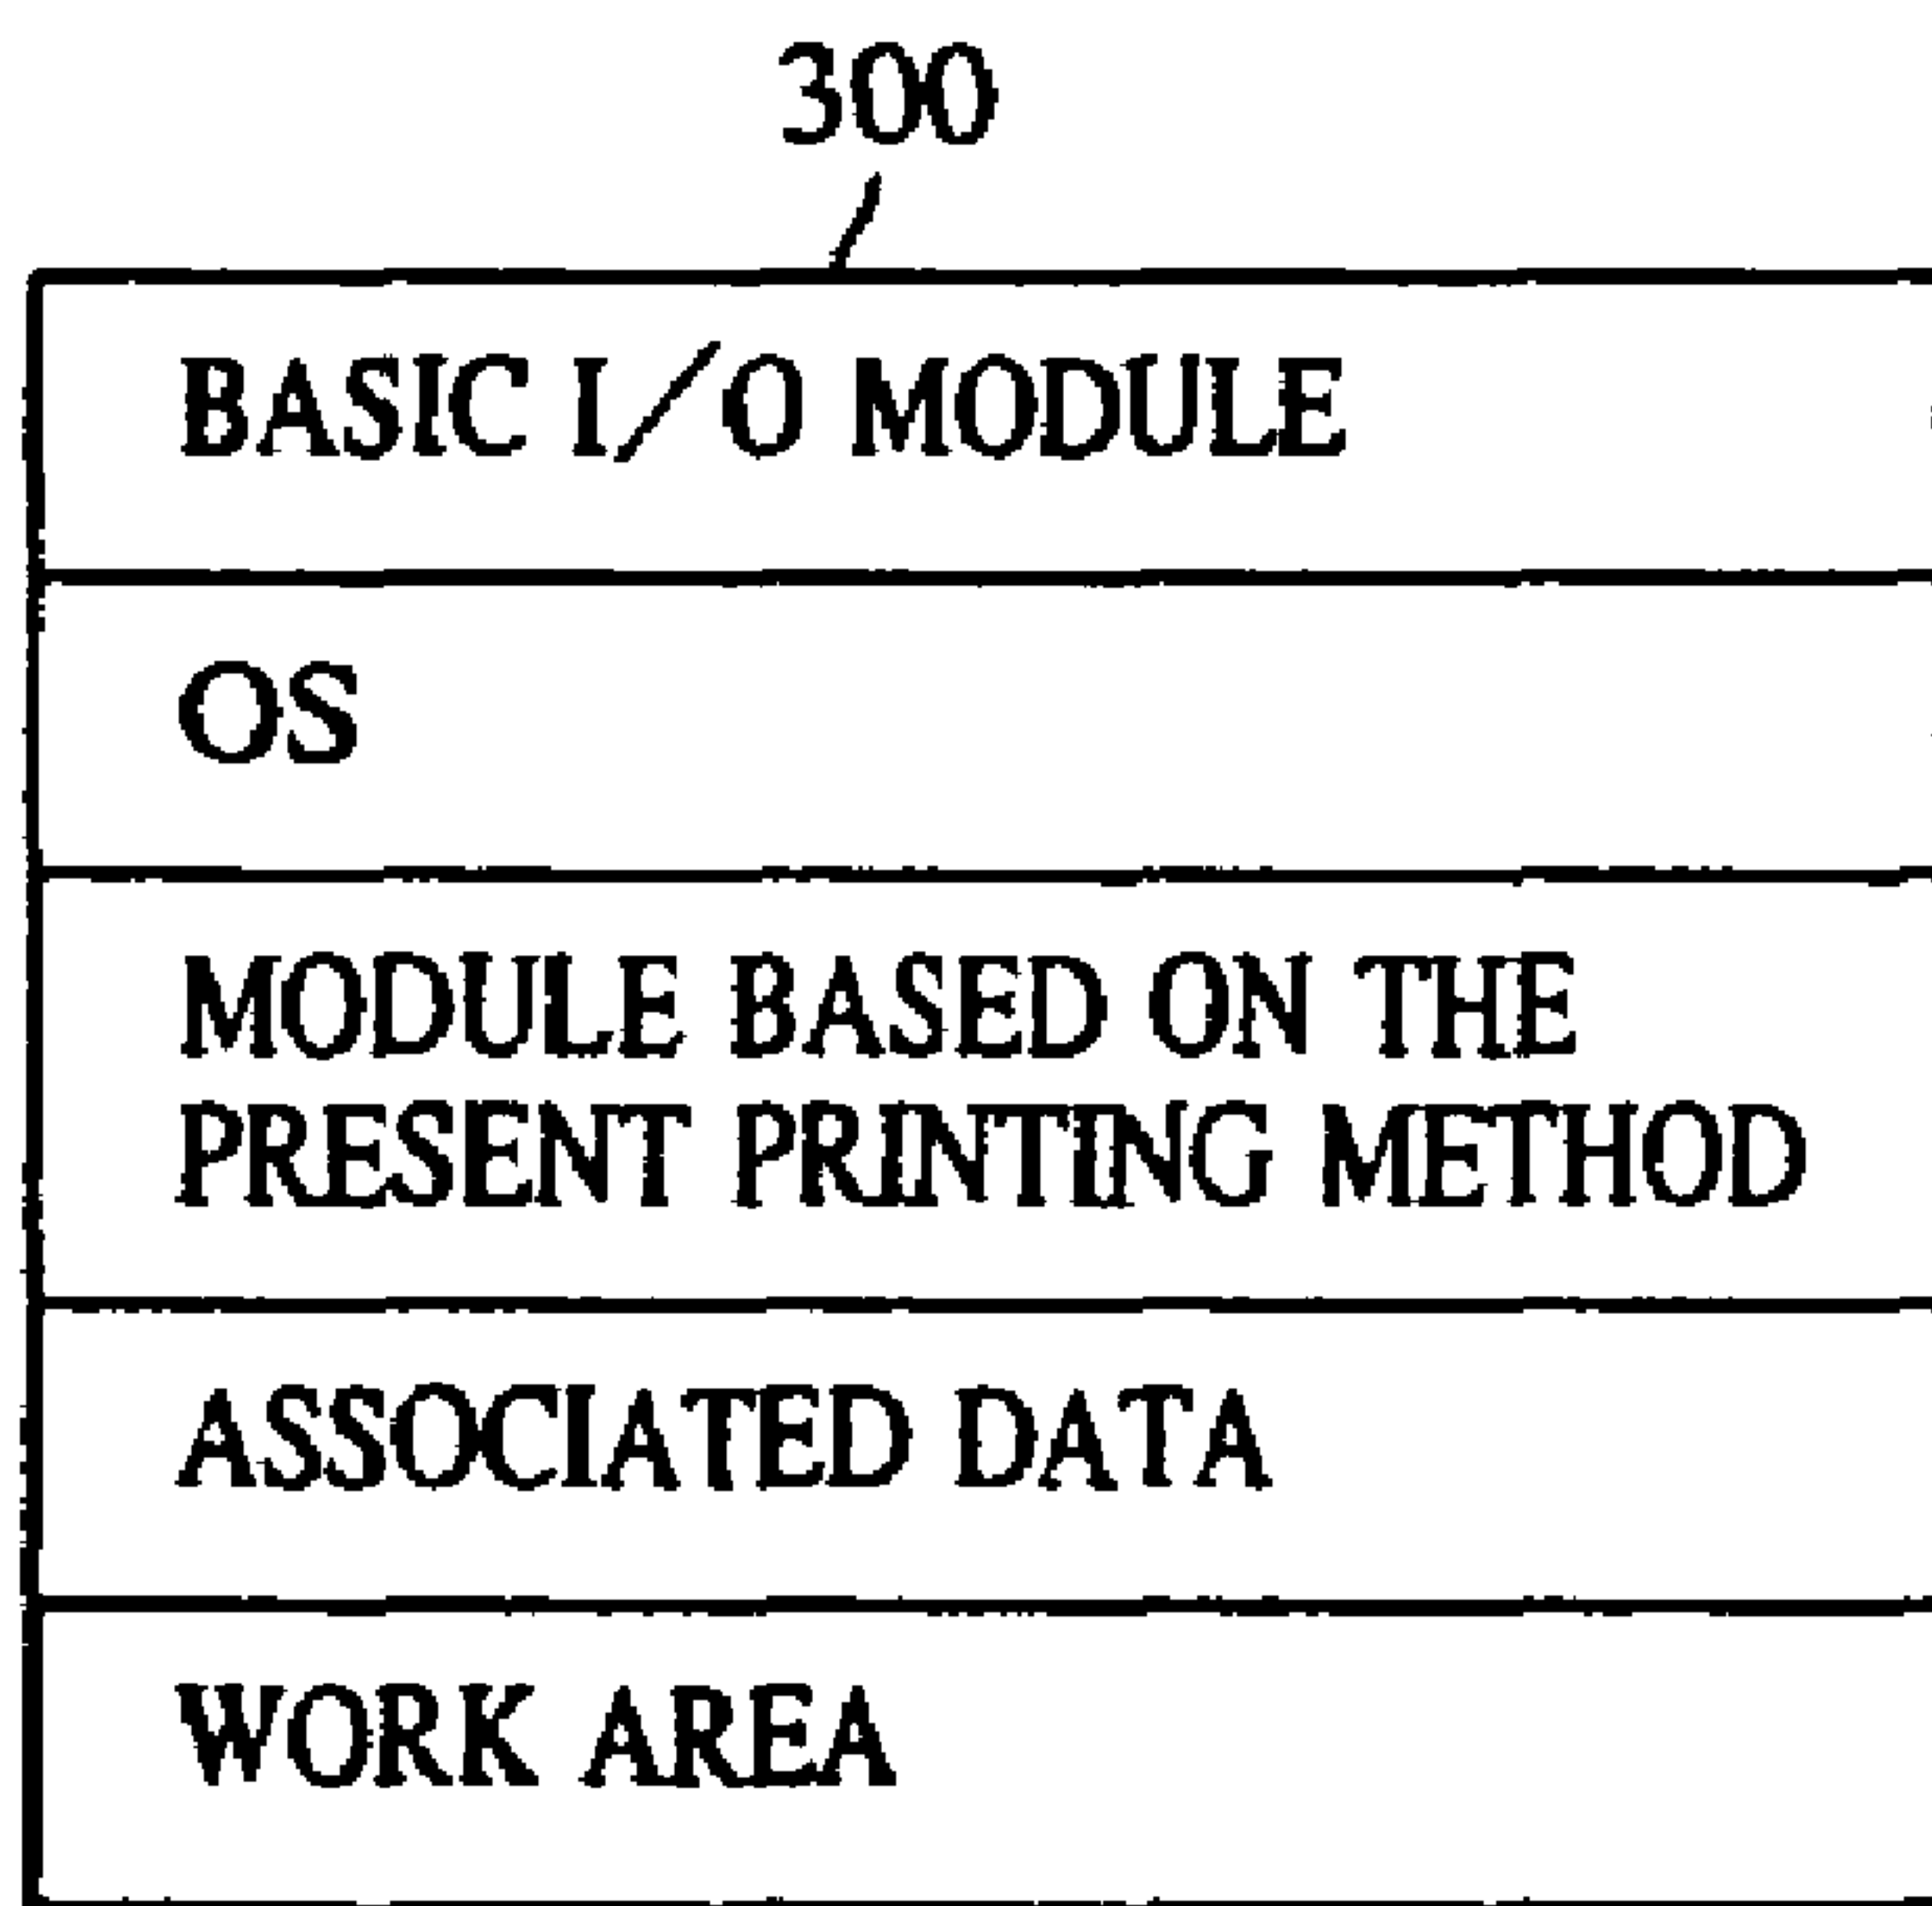 300
BASIC I/O MODULE
OS
MODULE BASED ON THE
PRESENT PRINTING METHOD
ASSOCIATED DATA
WORK AREA